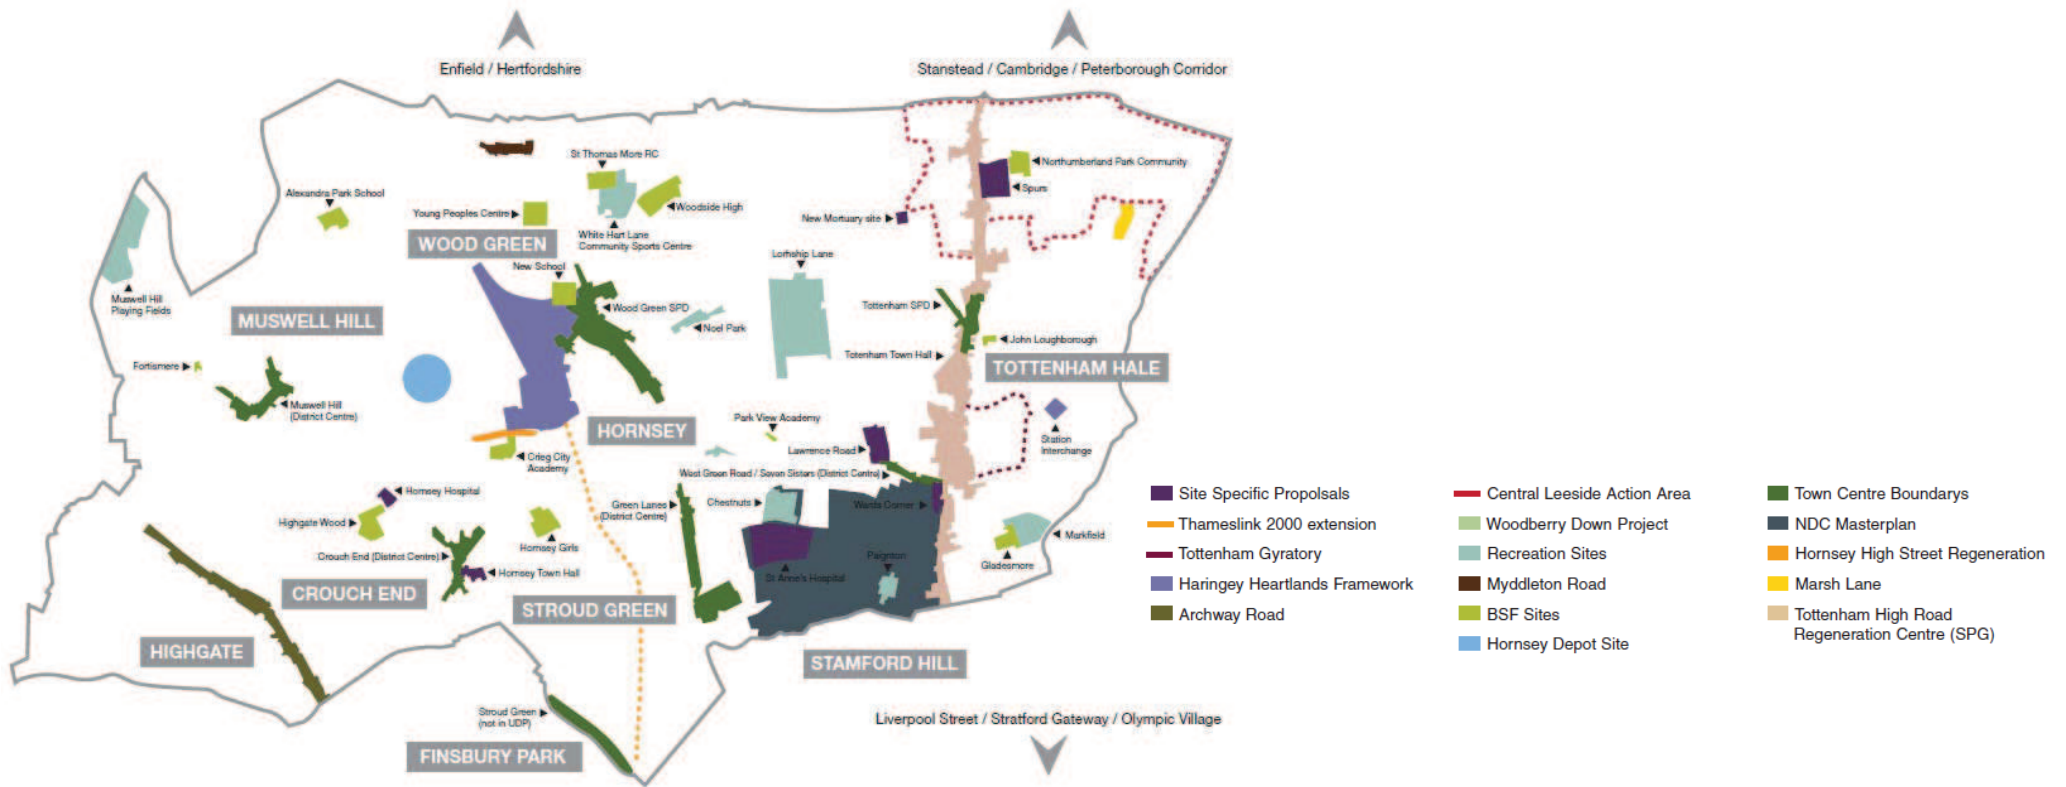 Enfield / Hertfordshire
Stanstead / Cambridge / Peterborough Corridor
St Thomas More RC
Northumberland Park Community
Alexandra Park School
Spurs
Young Peoples Centre
Woodside High
New Mortuary site
WOOD GREEN
White Hart Lane
Community Sports Centre
Lorhship Lane
New School
Muswell Hill
Playing Fields
MUSWELL HILL
Wood Green SPD
Noel Park
Tottenham SPD
John Loughborough
Totenham Town Hall
Fortismere
TOTTENHAM HALE
Muswell Hill
(District Centre)
Park View Academy
HORNSEY
Station
Interchange
Lawrence Road
Crieg City
Academy
West Green Road / Seven Sisters (District Centre)
Hornsey Hospital
Green Lanes
(District Centre)
Chestnuts
Wards Corner
Highgate Wood
Hornsey Girls
Markfield
Crouch End (District Centre)
Paignton
Gladesmore
Hornsey Town Hall
St Anne's Hospital
CROUCH END
STROUD GREEN
HIGHGATE
STAMFORD HILL
Stroud Green
(not in UDP)
Liverpool Street / Stratford Gateway / Olympic Village
FINSBURY PARK
Site Specific Propolsals
Thameslink 2000 extension
Tottenham Gyratory
Haringey Heartlands Framework
Archway Road
Central Leeside Action Area
Woodberry Down Project
Recreation Sites
Myddleton Road
BSF Sites
Hornsey Depot Site
Town Centre Boundarys
NDC Masterplan
Hornsey High Street Regeneration
Marsh Lane
Tottenham High Road
Regeneration Centre (SPG)